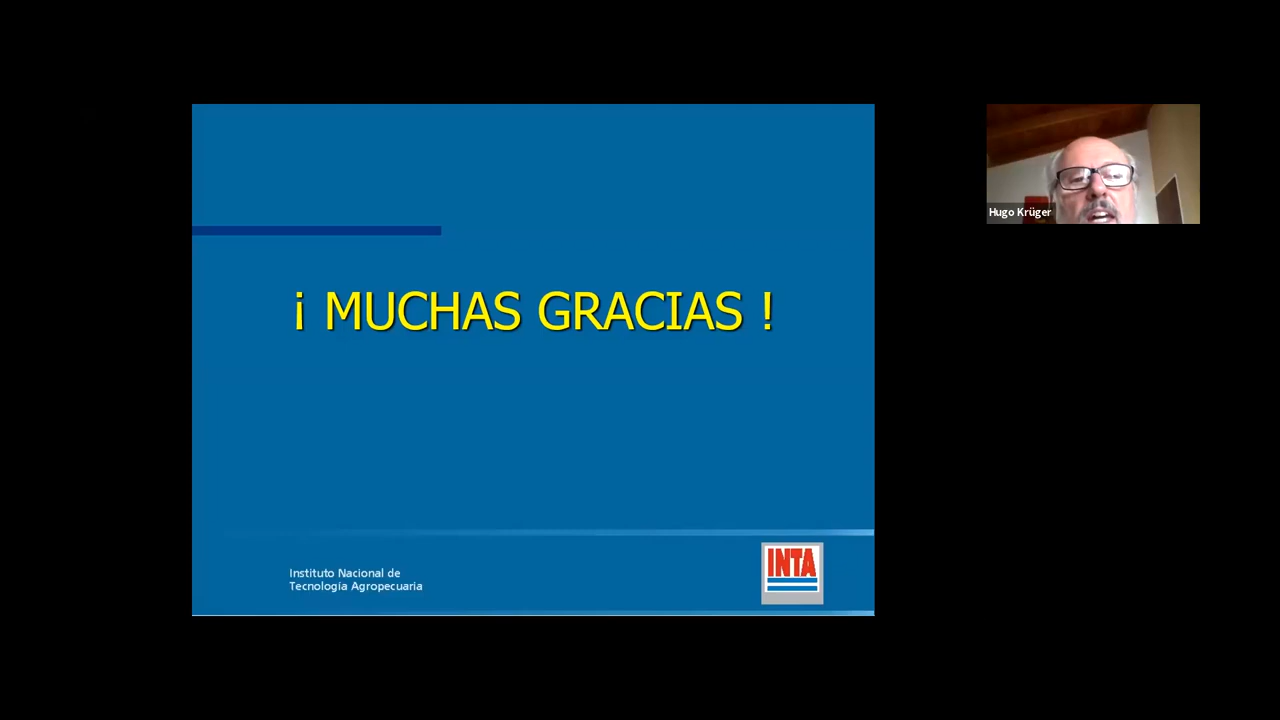 ¡ MUCHAS GRACIAS !
Hugo Krüger
Instituto Nacional de
Tecnología Agropecuaria
INTA